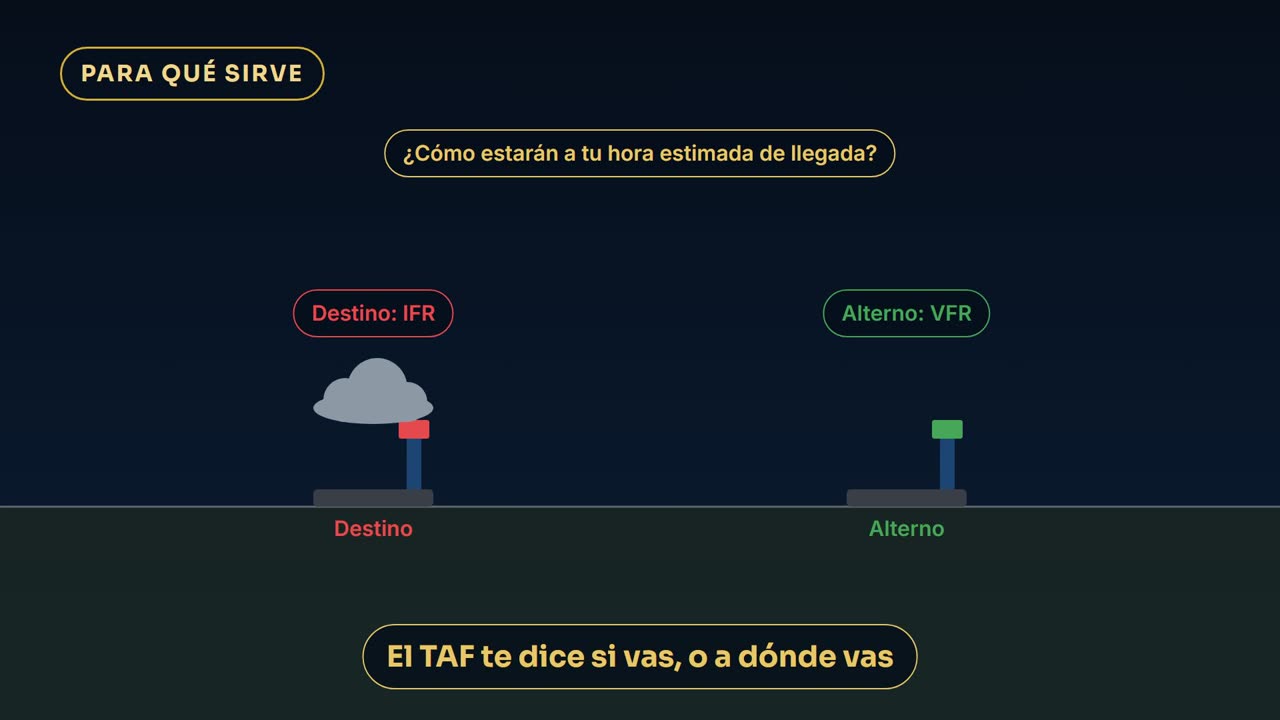 PARA QUÉ SIRVE
¿Cómo estarán a tu hora estimada de llegada?
Destino: IFR
Alterno: VFR
Destino
Alterno
El TAF te dice si vas, o a dónde vas